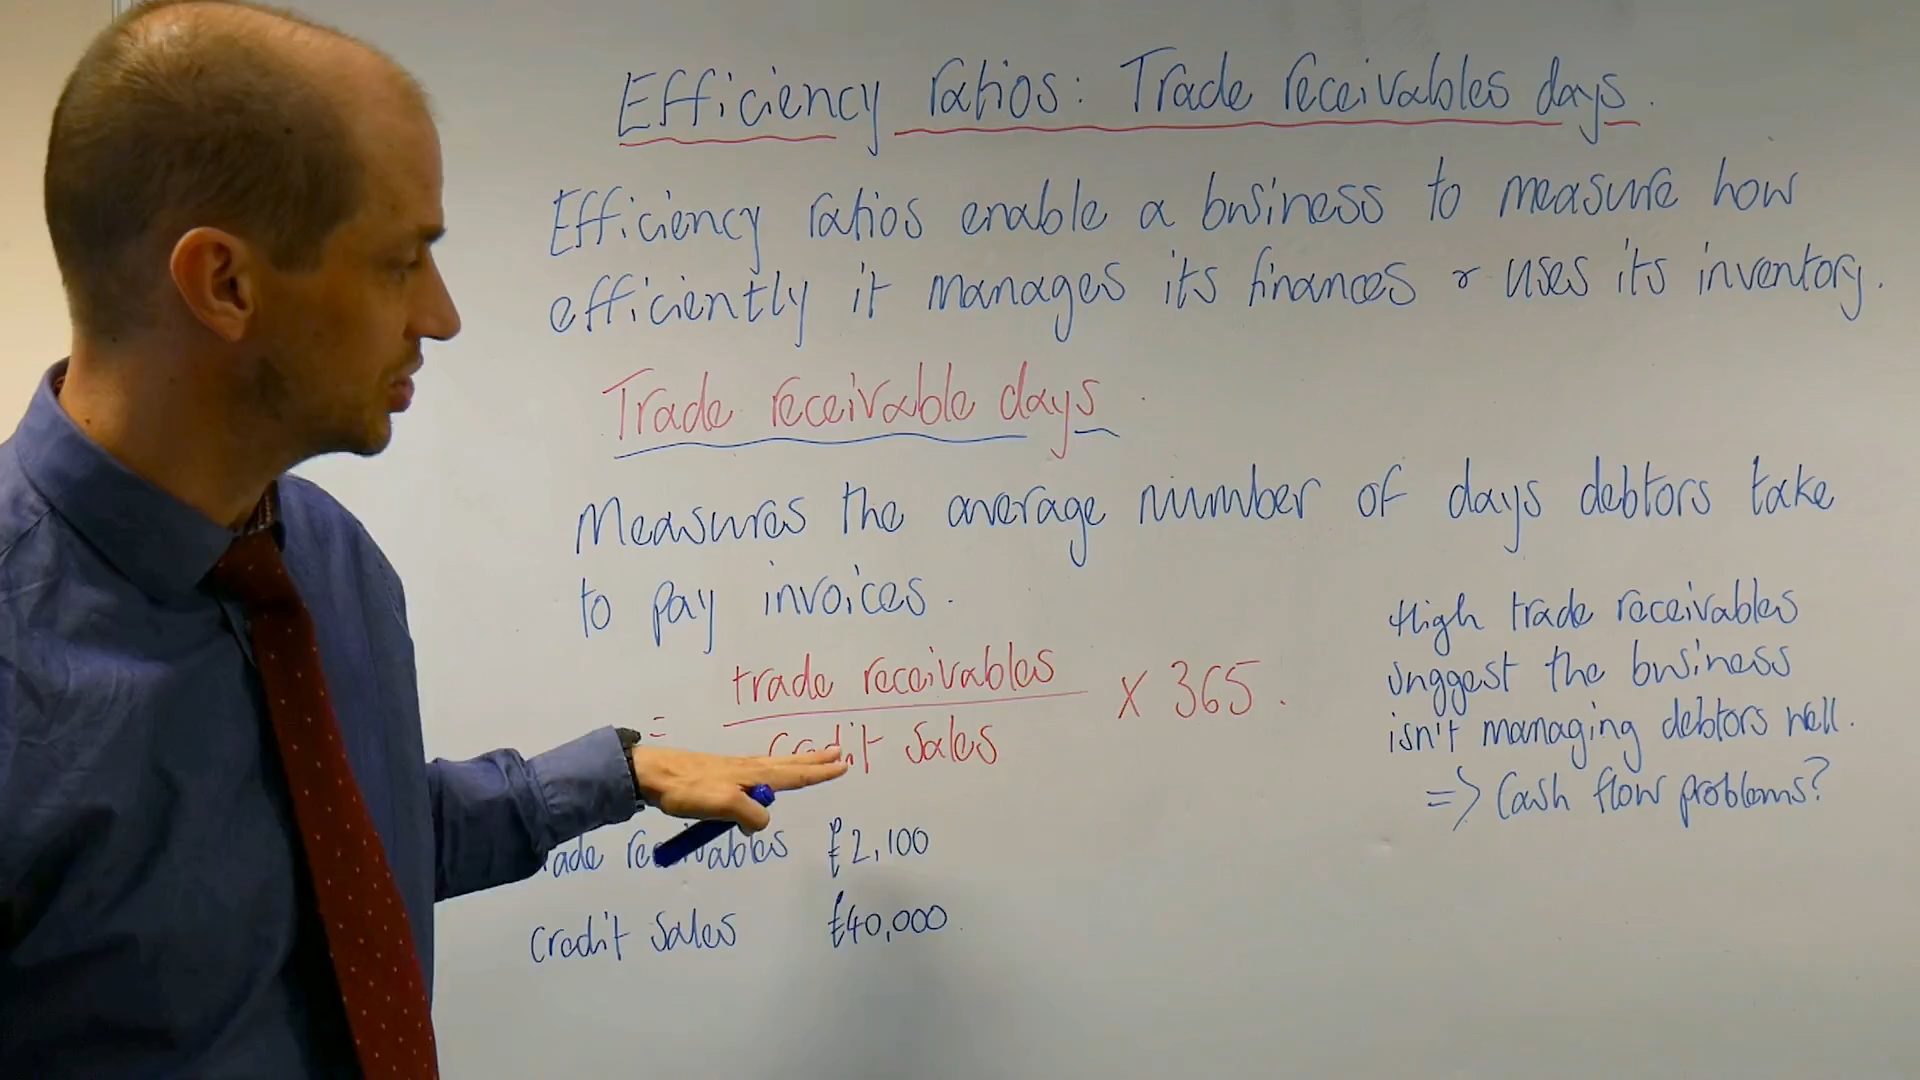 Efficiency ratios: Trade receivables days.
Efficiency ratios enable a business to measure how
efficiently it manages its finances & uses its inventory.
Trade receivable days
Measures the average number of days debtors take
to pay invoices.
= trade receivables
credit sales
x 365.
High trade receivables
suggest the business
isn't managing debtors well.
=> Cash flow problems?
rade receivables £2,100
credit sales £40,000